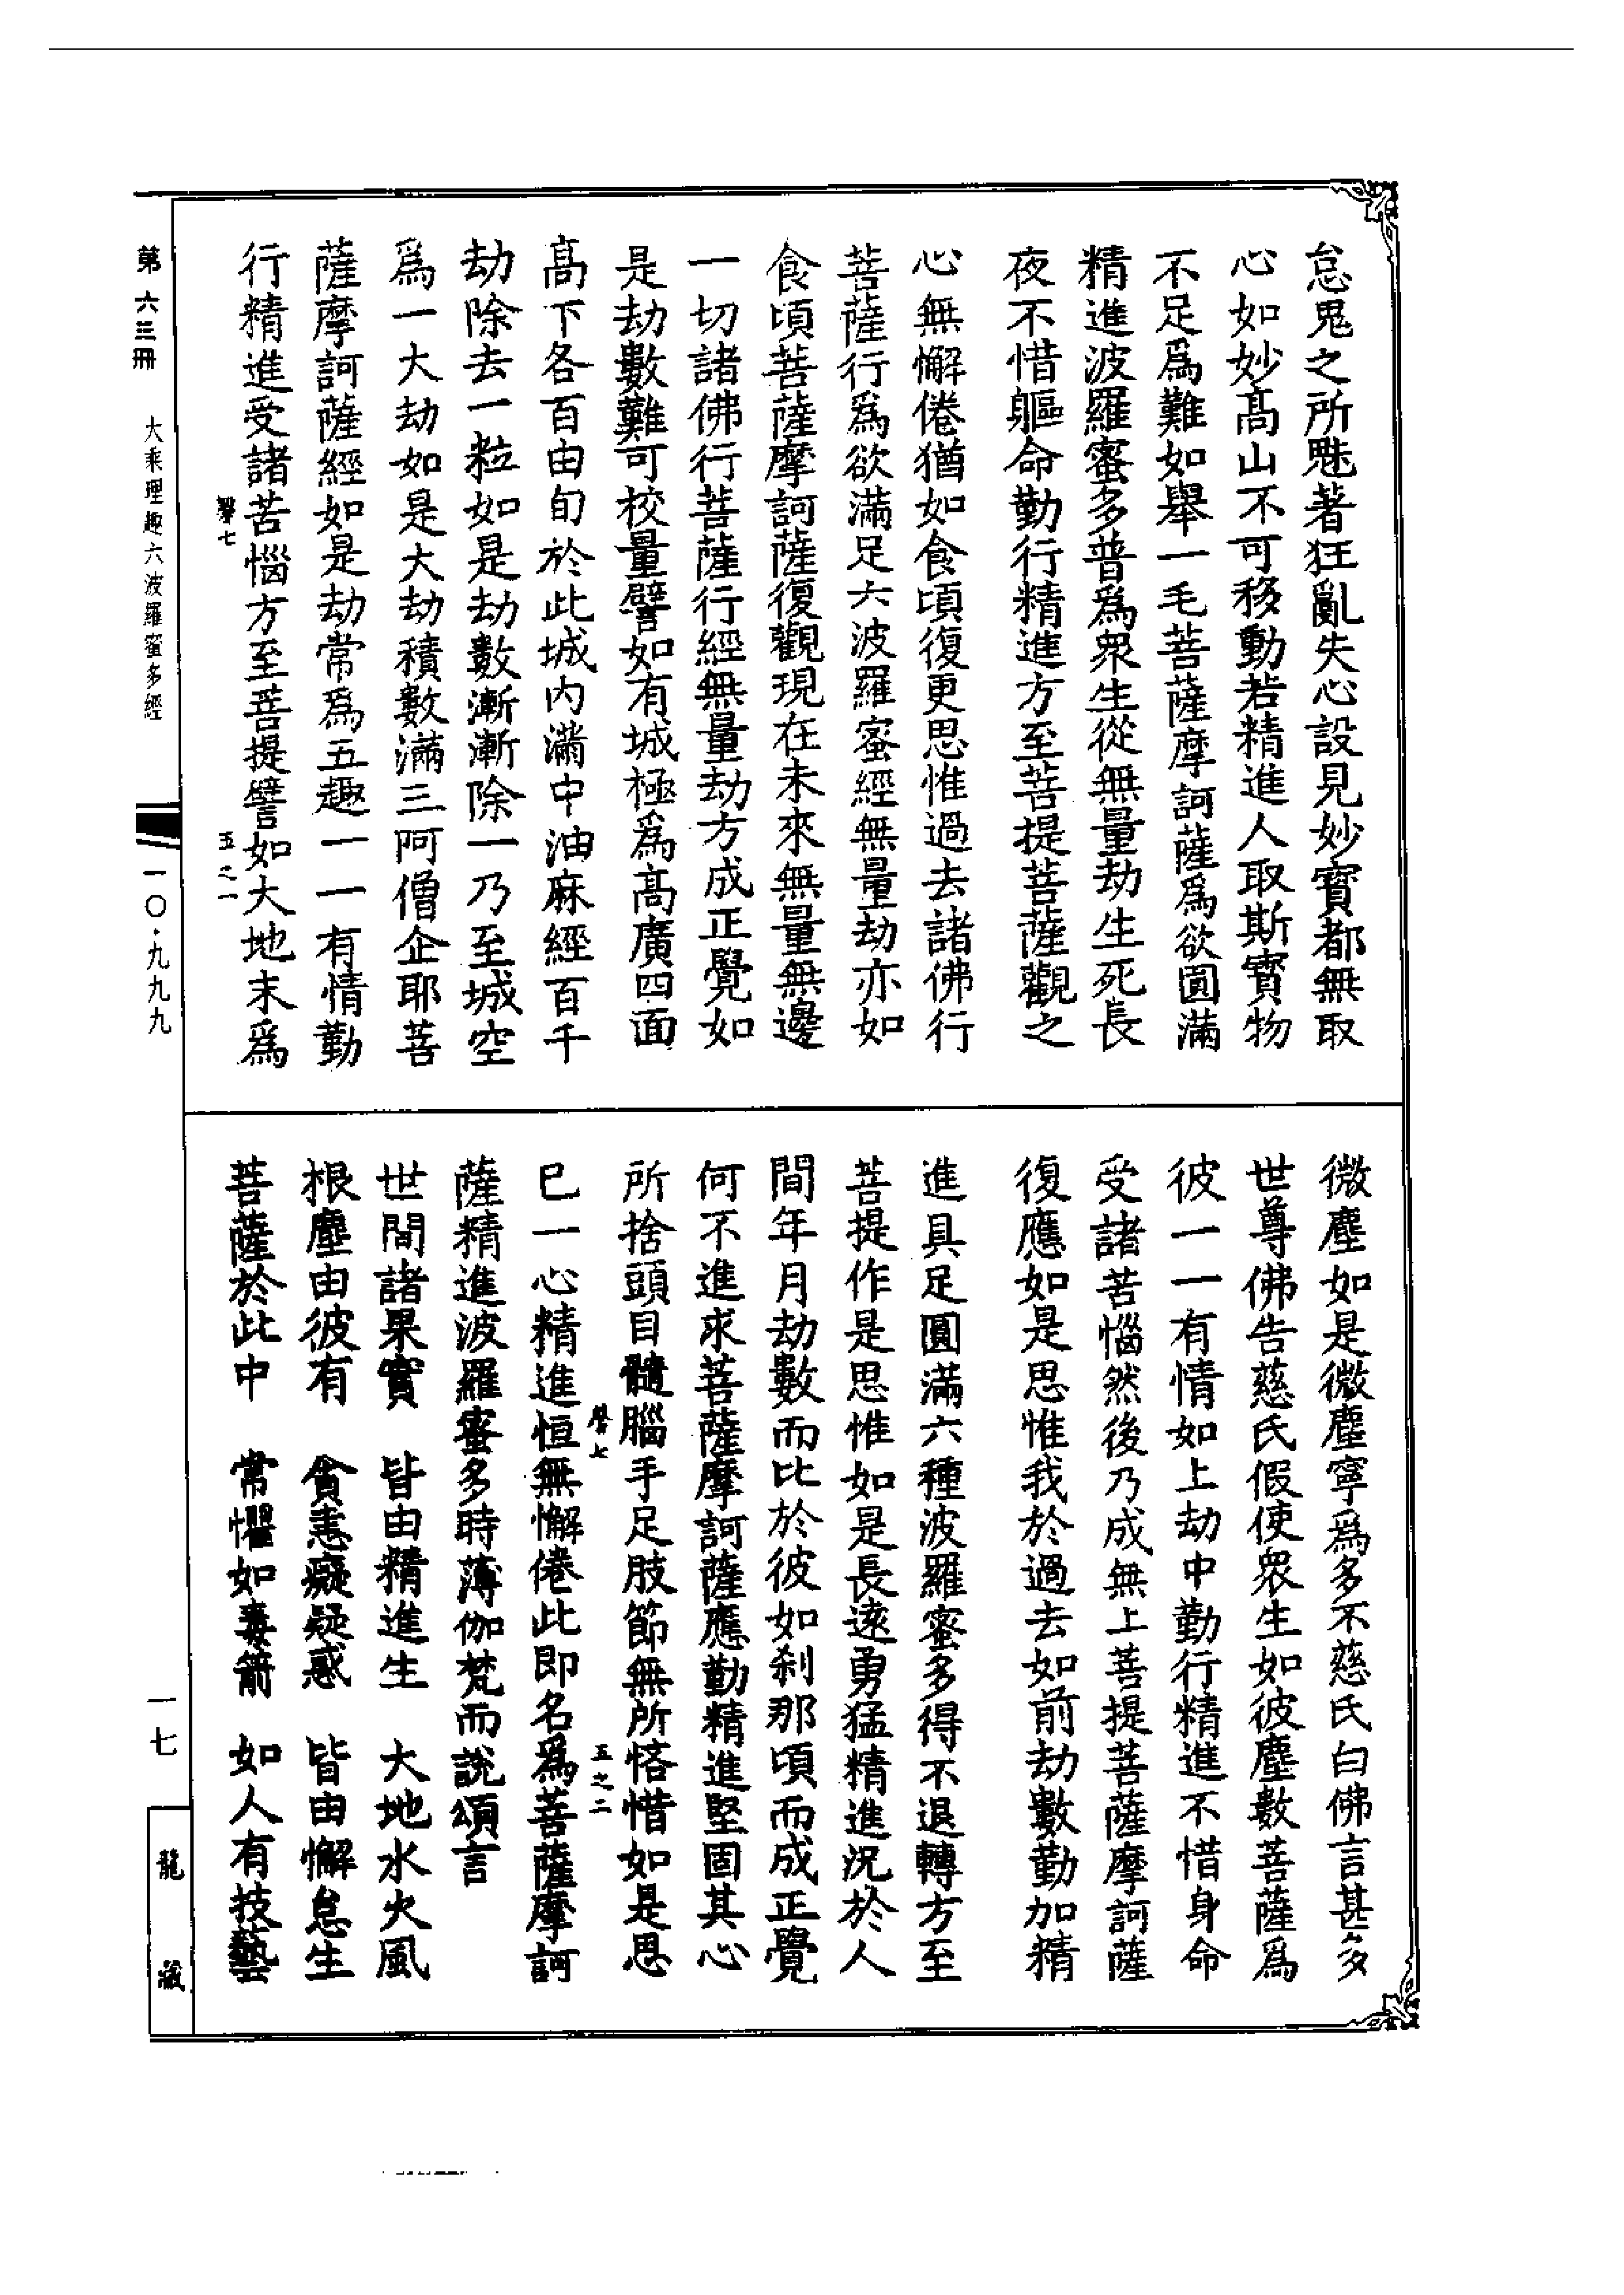 怠鬼之所魅著狂亂失心設見妙寳都無取
心如妙髙山不可移動若精進人取斯寳物
不足爲難如舉一毛菩薩摩訶薩爲欲圓滿
精進波羅蜜多普爲衆生從無量劫生死長
夜不惜軀命勤行精進方至菩提菩薩觀之
心無懈倦猶如食頃復更思惟過去諸佛行
菩薩行爲欲滿足六波羅蜜經無量劫亦如
食頃菩薩摩訶薩復觀現在未來無量無邊
一切諸佛行菩薩行經無量劫方成正覺如
是劫數難可校量譬如有城極爲髙廣四面
髙下各百由旬於此城内滿中油麻經百千
劫除去一粒如是劫數漸漸除一乃至城空
爲一大劫如是大劫積數滿三阿僧企耶菩
薩摩訶薩經如是劫常爲五趣一一有情勤
行精進受諸苦惱方至菩提譬如大地末爲
微塵如是微塵寧爲多不慈氏白佛言甚多
世尊佛告慈氏假使衆生如彼塵數菩薩爲
彼一一有情如上劫中勤行精進不惜身命
受諸苦惱然後乃成無上菩提菩薩摩訶薩
復應如是思惟我於過去如前劫數勤加精
進具足圓滿六種波羅蜜多得不退轉方至
菩提作是思惟如是長遠勇猛精進況於人
間年月劫數而比於彼如刹那頃而成正覺
何不進求菩薩摩訶薩應勤精進堅固其心
所捨頭目髓腦手足肢節無所悋惜如是思
已一心精進恒無懈倦此即名爲菩薩摩訶
薩精進波羅蜜多時薄伽梵而說頌言
世間諸果實　皆由精進生　大地水火風
根塵由彼有　貪恚癡疑惑　皆由懈怠生
菩薩於此中　常懼如毒箭　如人有技藝
第六三冊　大乘理趣六波羅蜜多經　一〇·九九九
一七
龍藏
七
五之一
磬七
五之二